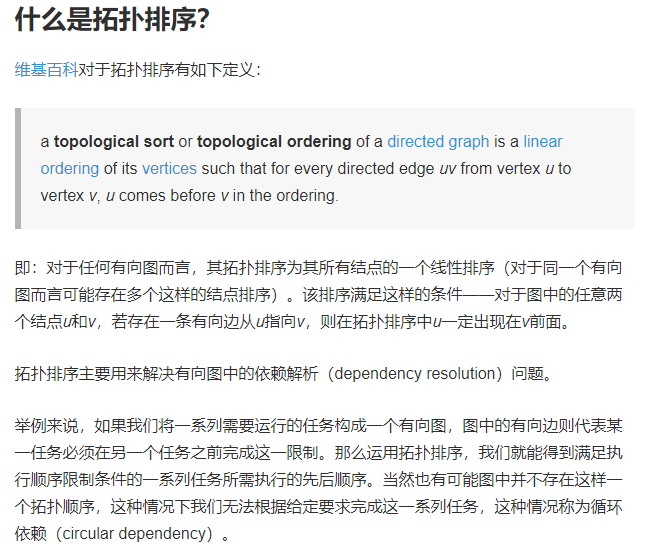 什么是拓扑排序？
维基百科对于拓扑排序有如下定义：
a topological sort or topological ordering of a directed graph is a linear
ordering of its vertices such that for every directed edge uv from vertex u to
vertex v, u comes before v in the ordering.
即：对于任何有向图而言，其拓扑排序为其所有结点的一个线性排序（对于同一个有向
图而言可能存在多个这样的结点排序）。该排序满足这样的条件——对于图中的任意两
个结点u和v，若存在一条有向边从u指向v，则在拓扑排序中u一定出现在v前面。
拓扑排序主要用来解决有向图中的依赖解析（dependency resolution）问题。
举例来说，如果我们将一系列需要运行的任务构成一个有向图，图中的有向边则代表某
一任务必须在另一个任务之前完成这一限制。那么运用拓扑排序，我们就能得到满足执
行顺序限制条件的一系列任务所需执行的先后顺序。当然也有可能图中并不存在这样一
个拓扑顺序，这种情况下我们无法根据给定要求完成这一系列任务，这种情况称为循环
依赖（circular dependency）。